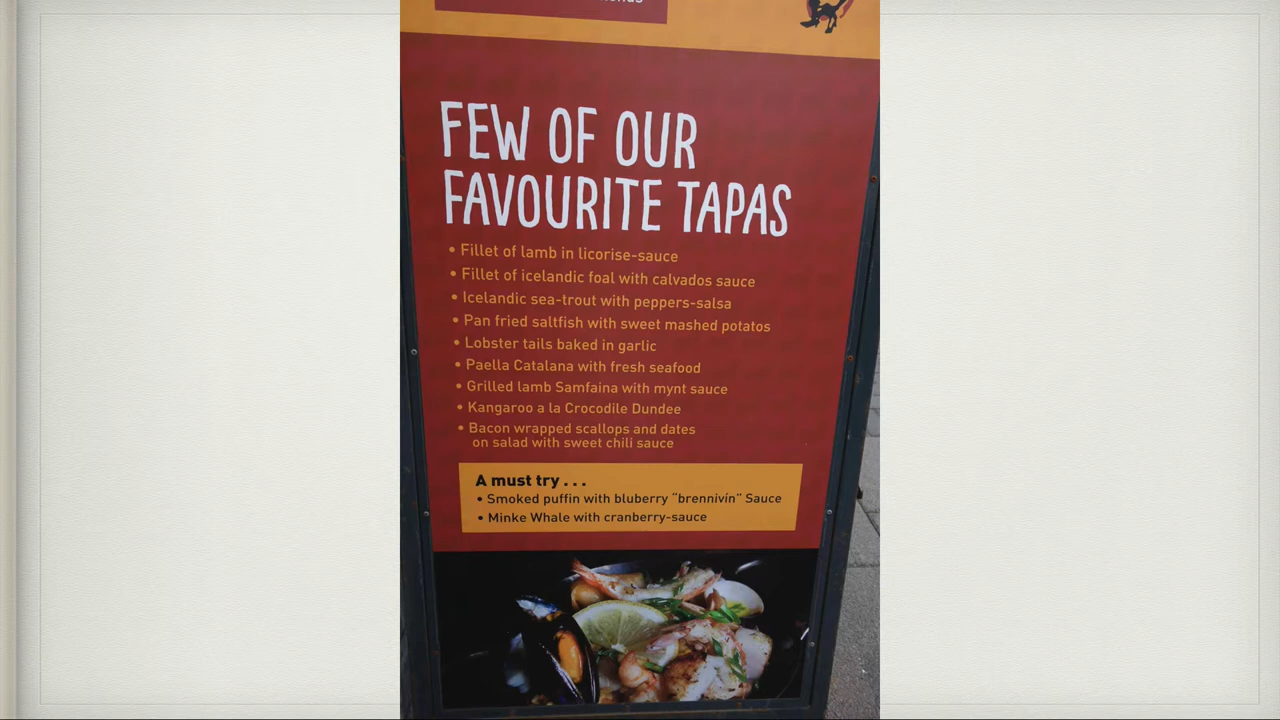 FEW OF OUR
FAVOURITE TAPAS
• Fillet of lamb in licorise-sauce
• Fillet of icelandic foal with calvados sauce
• Icelandic sea-trout with peppers-salsa
• Pan fried saltfish with sweet mashed potatos
• Lobster tails baked in garlic
• Paella Catalana with fresh seafood
• Grilled lamb Samfaina with mynt sauce
• Kangaroo a la Crocodile Dundee
• Bacon wrapped scallops and dates
on salad with sweet chili sauce
A must try . . .
• Smoked puffin with bluberry “brennivín” Sauce
• Minke Whale with cranberry-sauce